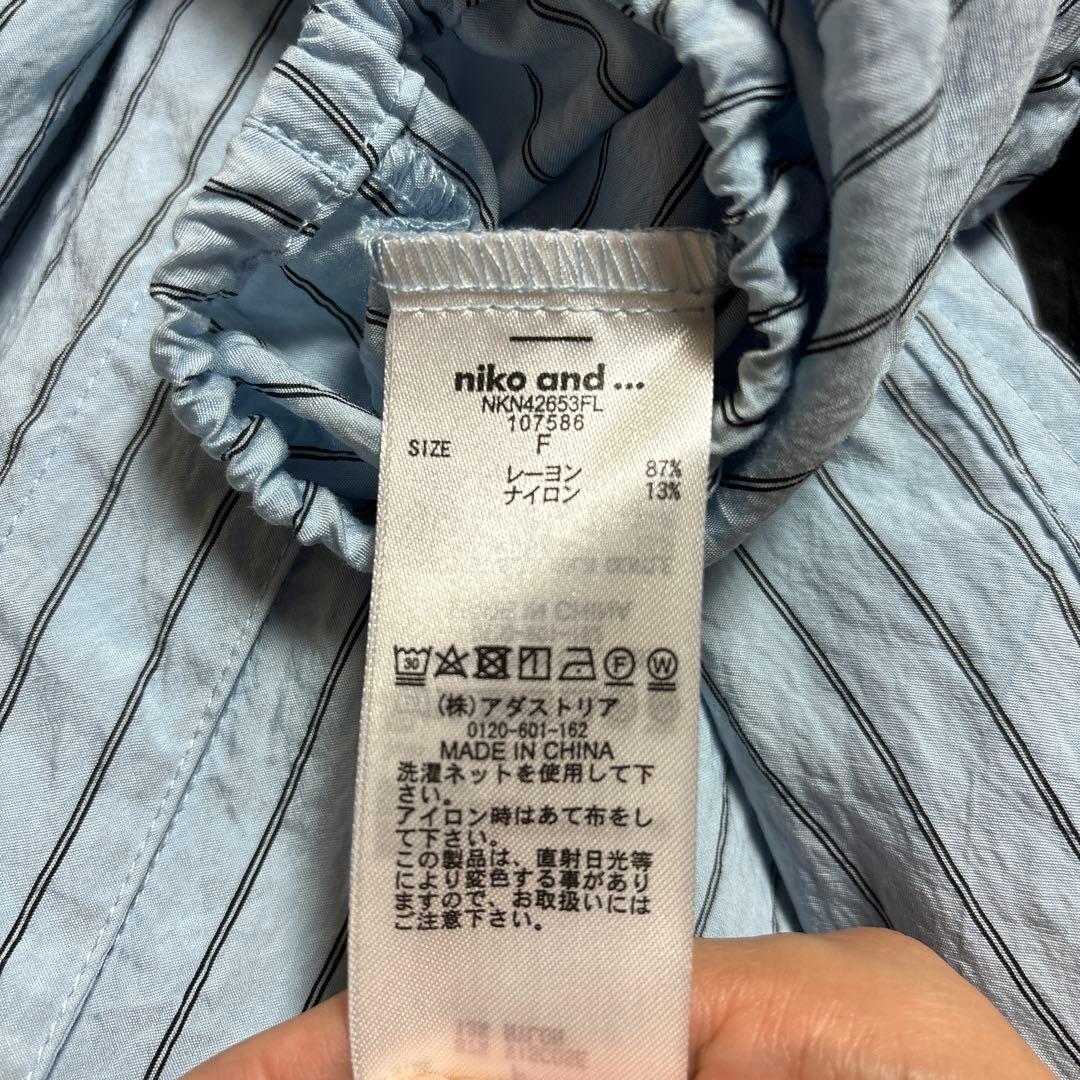 niko and ...
NKN42653FL
107586
SIZE F
レーヨン 87%
ナイロン 13%
30
F W
(株)アダストリア
0120-601-162
MADE IN CHINA
洗濯ネットを使用して下
さい。
アイロン時はあて布をし
て下さい。
この製品は、直射日光等
により変色する事があり
ますので、お取扱いには
ご注意下さい。